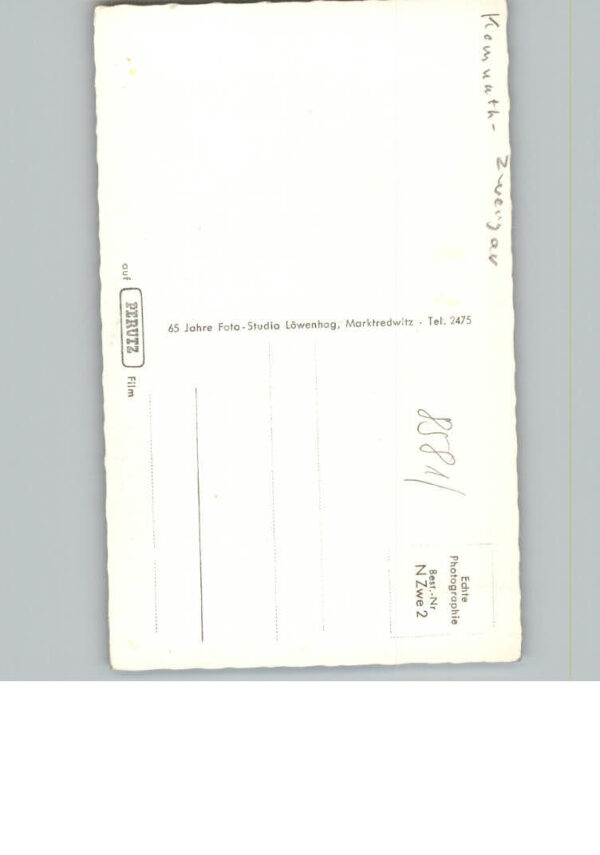 Kemnath - Zwergau
65 Jahre Foto-Studio Löwenhag, Marktredwitz - Tel. 2475
auf PERUTZ Film
8581/
Echte
Photographie
Best.-Nr
N Zwe 2